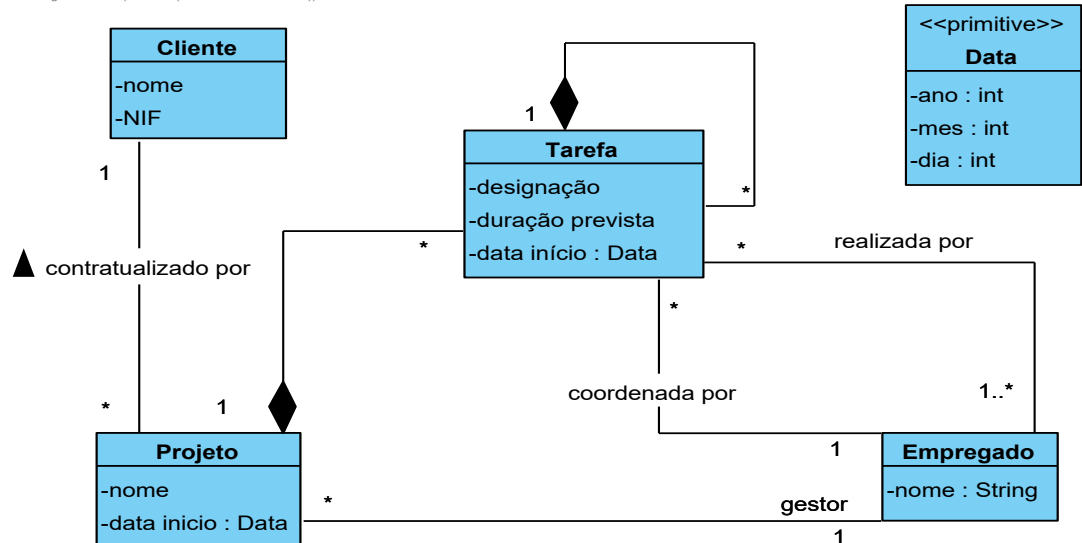 Cliente
-nome
-NIF
1
contratualizado por
*
1
Tarefa
-designação
-duração prevista
-data início : Data
*
*
1
*
realizada por
1..*
*
coordenada por
1
<<primitive>>
Data
-ano : int
-mes : int
-dia : int
Projeto
-nome
-data inicio : Data
*
gestor
1
Empregado
-nome : String